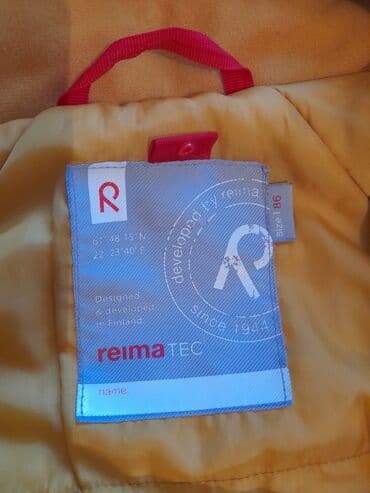 R
61°48'15"N
22°23'40"E
Designed
& developed
in Finland.
reimaTEC
name:
developed by reima
R
since 1944
Size | 86